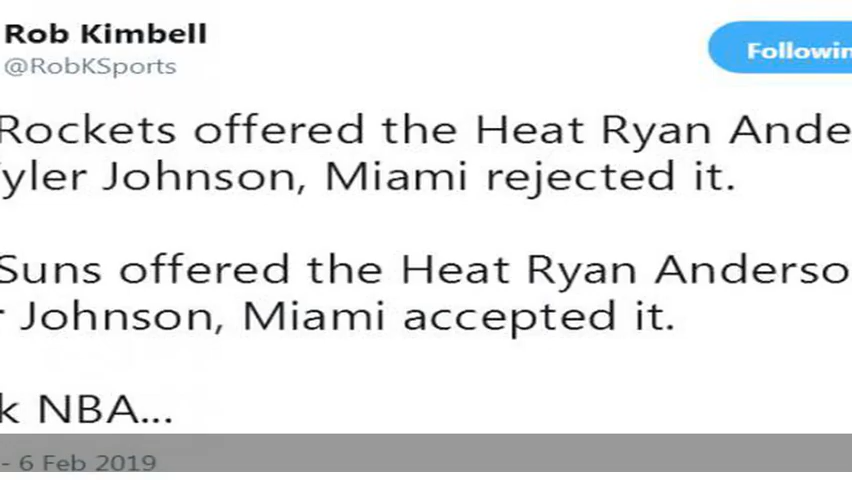 Rob Kimbell
@RobKSports
Following
Rockets offered the Heat Ryan Ande
yler Johnson, Miami rejected it.
Suns offered the Heat Ryan Anderso
r Johnson, Miami accepted it.
k NBA...
- 6 Feb 2019